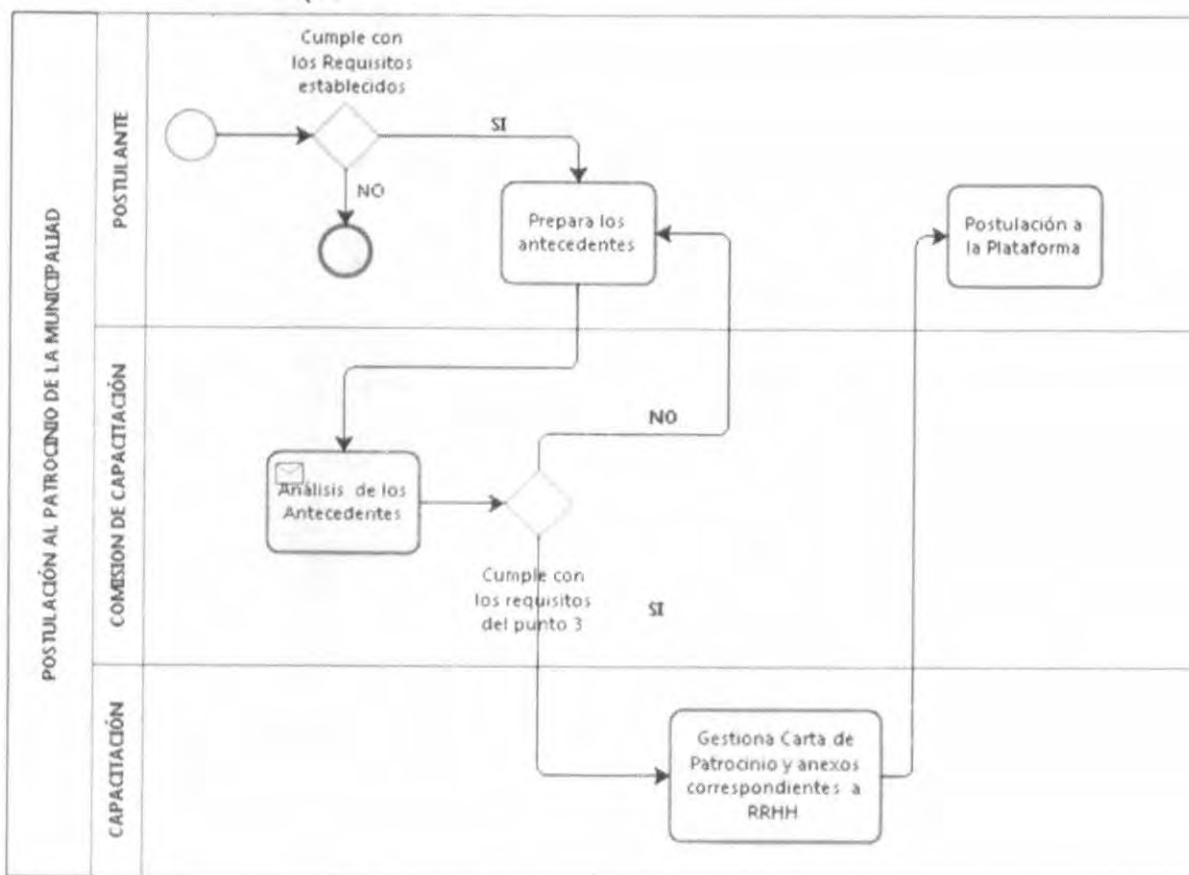 POSTULACIÓN AL PATROCINIO DE LA MUNICIPALIAD
POSTULANTE
Cumple con
los Requisitos
establecidos
SI
NO
Prepara los
antecedentes
Postulación a
la Plataforma
COMISION DE CAPACITACIÓN
NO
Análisis de los
Antecedentes
Cumple con
los requisitos
del punto 3
SI
CAPACITACIÓN
Gestiona Carta de
Patrocinio y anexos
correspondientes a
RRHH